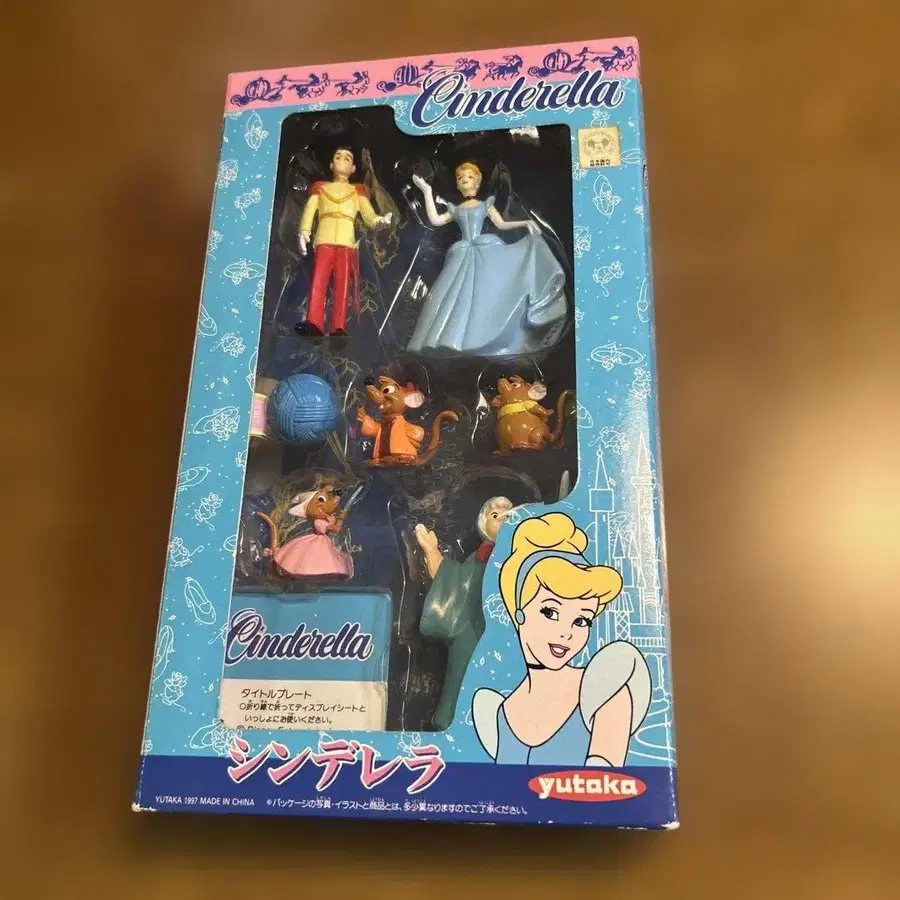 Cinderella
Cinderella
タイトルプレート
○折り線で折ってディスプレイシートと
いっしょにお使いください。
シンデレラ
yutaka
YUTAKA 1997 MADE IN CHINA ※パッケージの写真・イラストと商品とは、多少異なりますのでご了承ください。